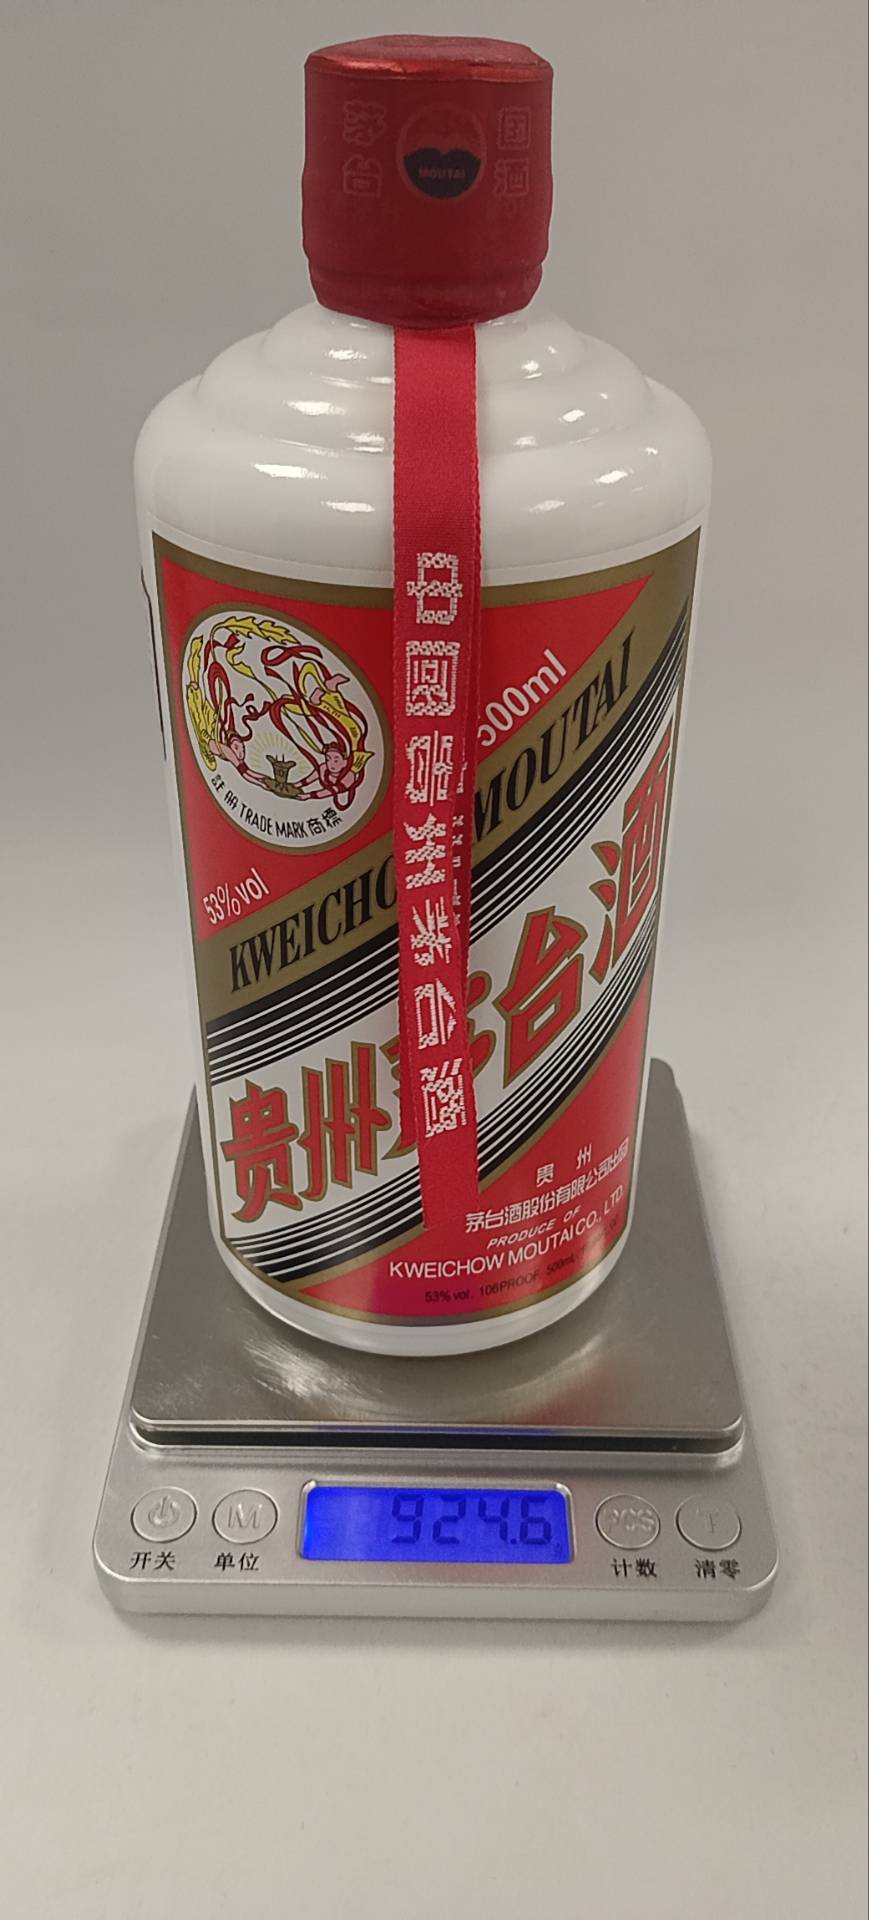 国酒
茅台
MOUTAI
中國贵州茅台酒
500ml
註册 TRADE MARK 商標
53%vol
KWEICHOW MOUTAI
贵州茅台酒
贵州
茅台酒股份有限公司出品
PRODUCE OF
KWEICHOW MOUTAI CO., LTD.
53% vol. 106PROOF. 500mL
924.6
M
PCS
T
开关
单位
计数
清零